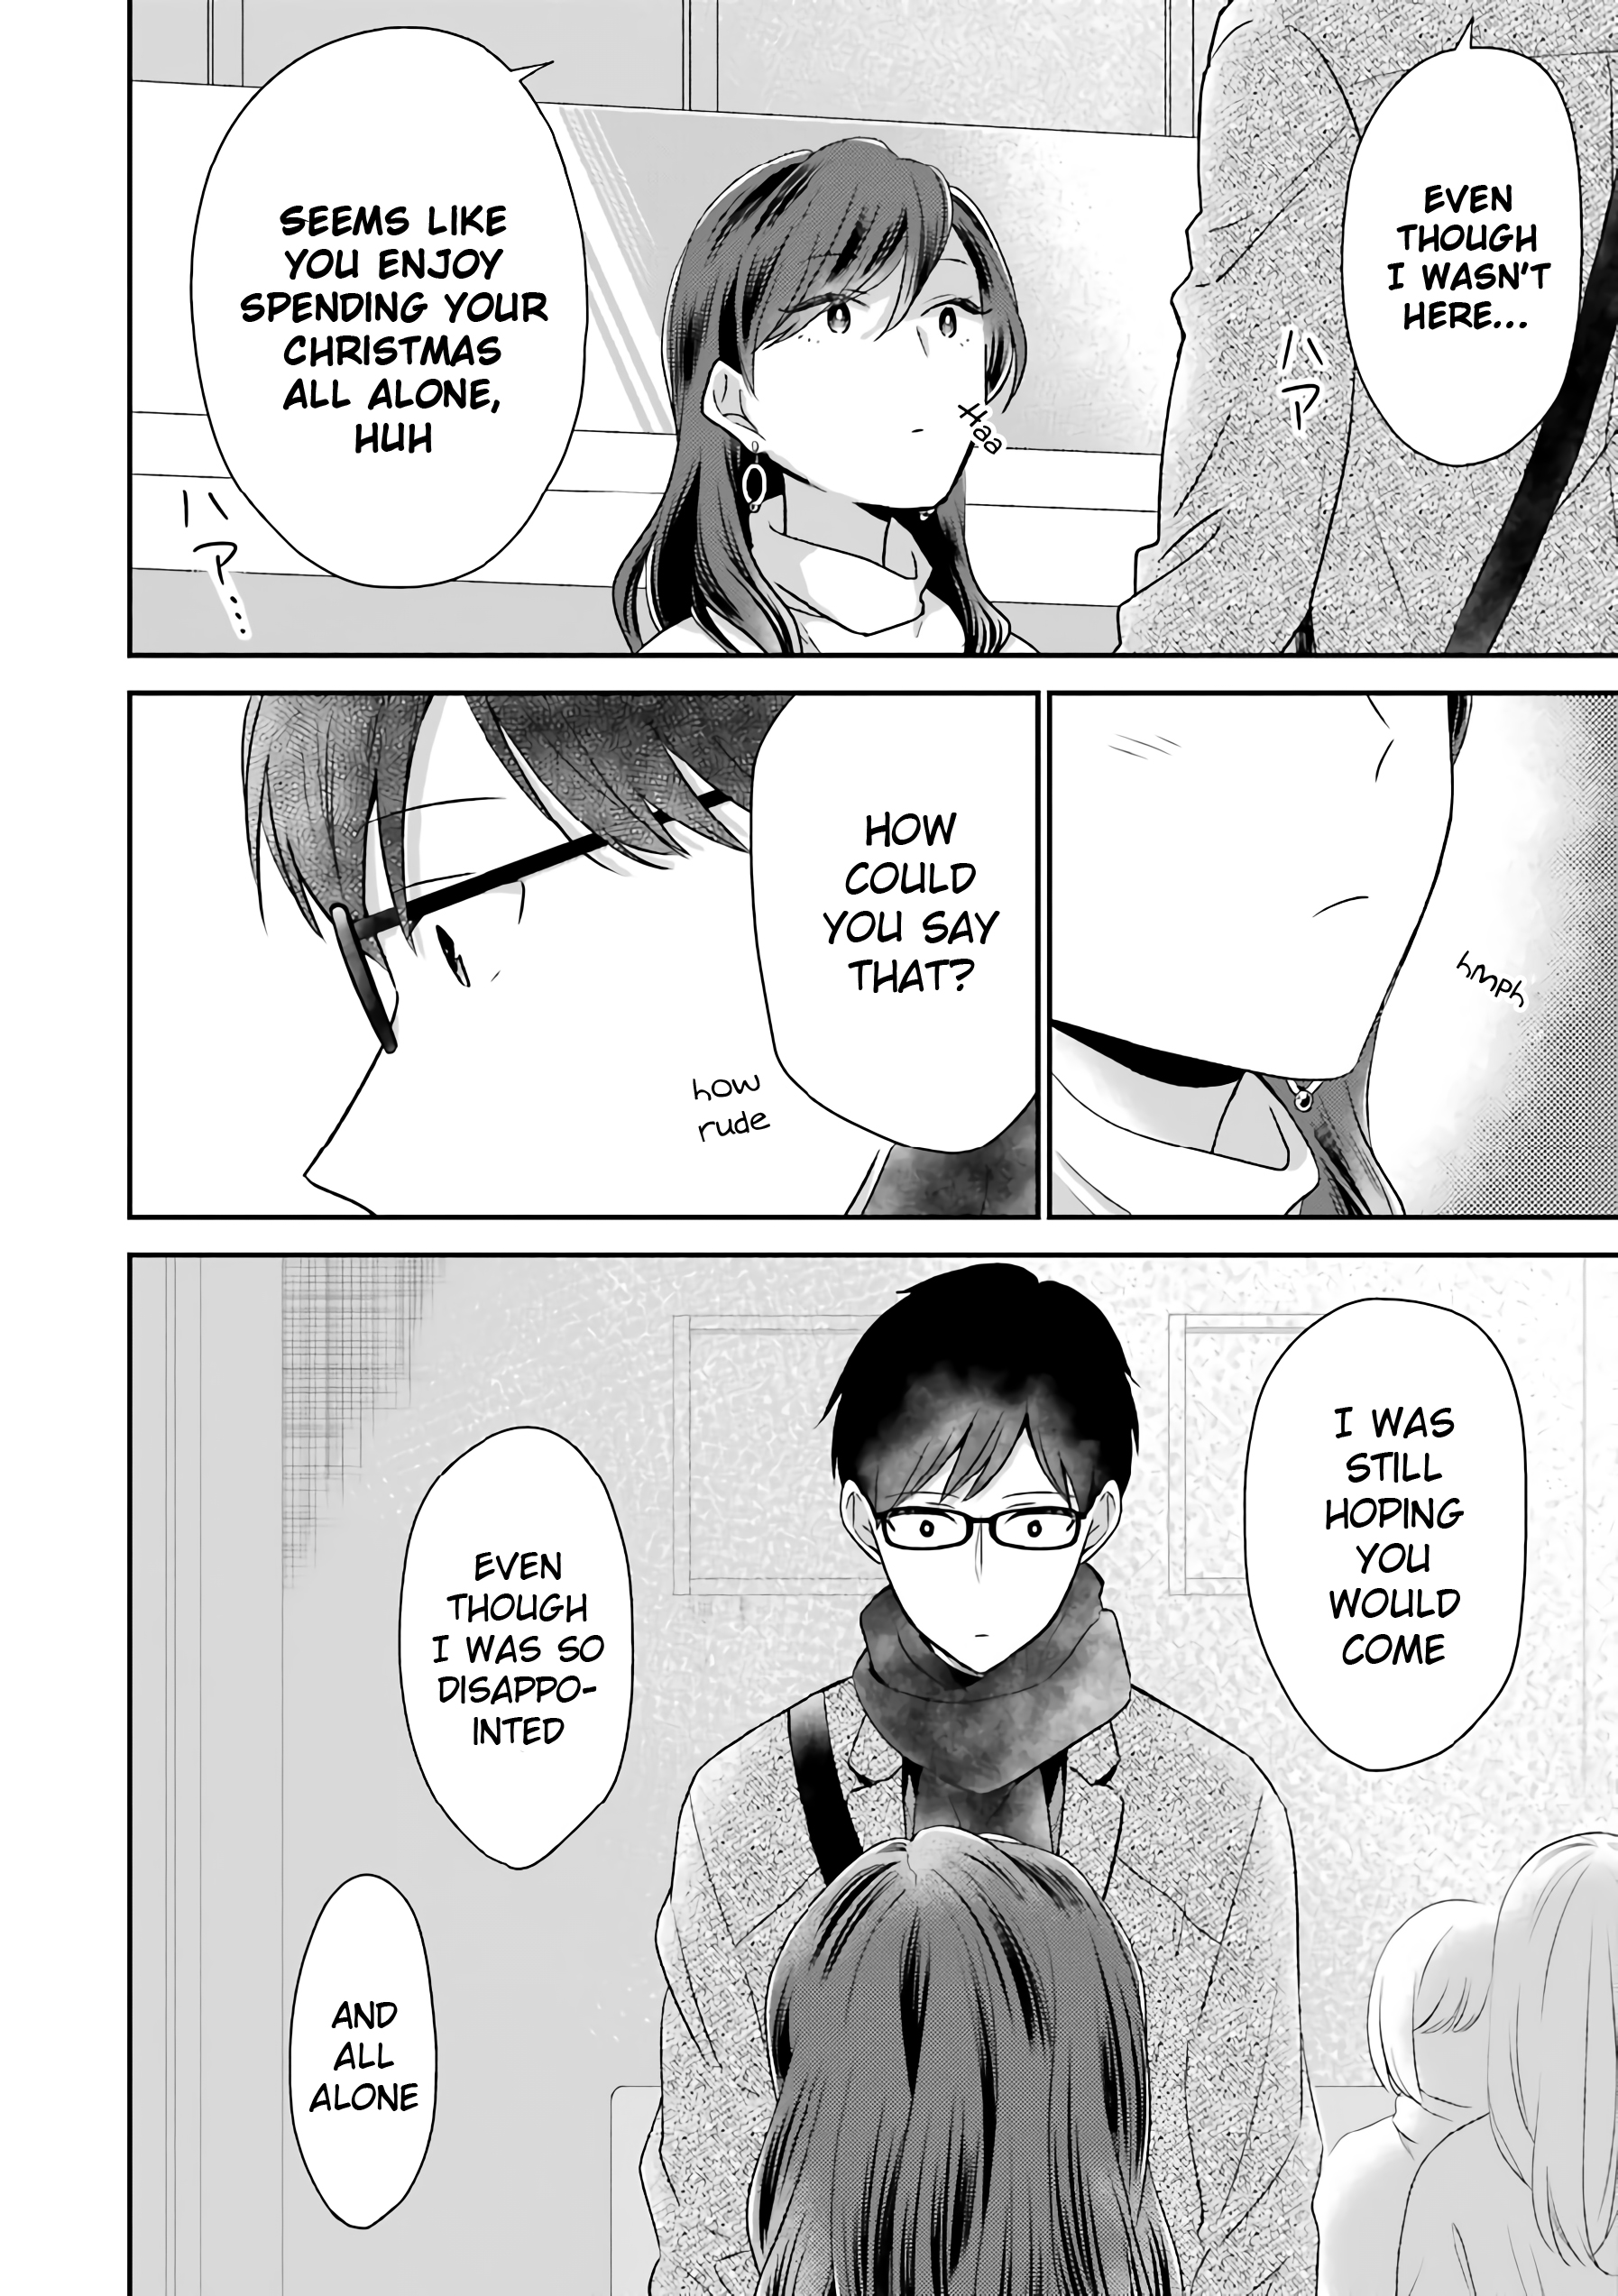 EVEN
THOUGH
I WASN'T
HERE...
ハァ
Haa
SEEMS LIKE
YOU ENJOY
SPENDING YOUR
CHRISTMAS
ALL ALONE,
HUH
ハァ…
hmph
HOW
COULD
YOU SAY
THAT?
how
rude
I WAS
STILL
HOPING
YOU
WOULD
COME
EVEN
THOUGH
I WAS SO
DISAPPO-
INTED
AND
ALL
ALONE